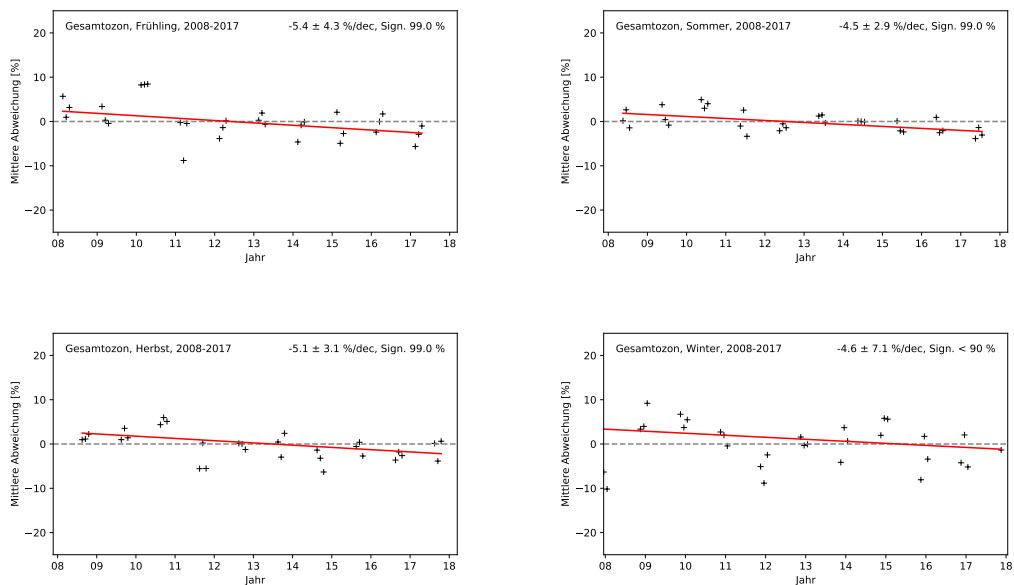 Gesamtozon, Frühling, 2008-2017 -5.4 ± 4.3 %/dec, Sign. 99.0 %
Mittlere Abweichung [%]
20
10
0
−10
−20
08 09 10 11 12 13 14 15 16 17 18
Jahr
Gesamtozon, Sommer, 2008-2017 -4.5 ± 2.9 %/dec, Sign. 99.0 %
Mittlere Abweichung [%]
20
10
0
−10
−20
08 09 10 11 12 13 14 15 16 17 18
Jahr
Gesamtozon, Herbst, 2008-2017 -5.1 ± 3.1 %/dec, Sign. 99.0 %
Mittlere Abweichung [%]
20
10
0
−10
−20
08 09 10 11 12 13 14 15 16 17 18
Jahr
Gesamtozon, Winter, 2008-2017 -4.6 ± 7.1 %/dec, Sign. < 90 %
Mittlere Abweichung [%]
20
10
0
−10
−20
08 09 10 11 12 13 14 15 16 17 18
Jahr